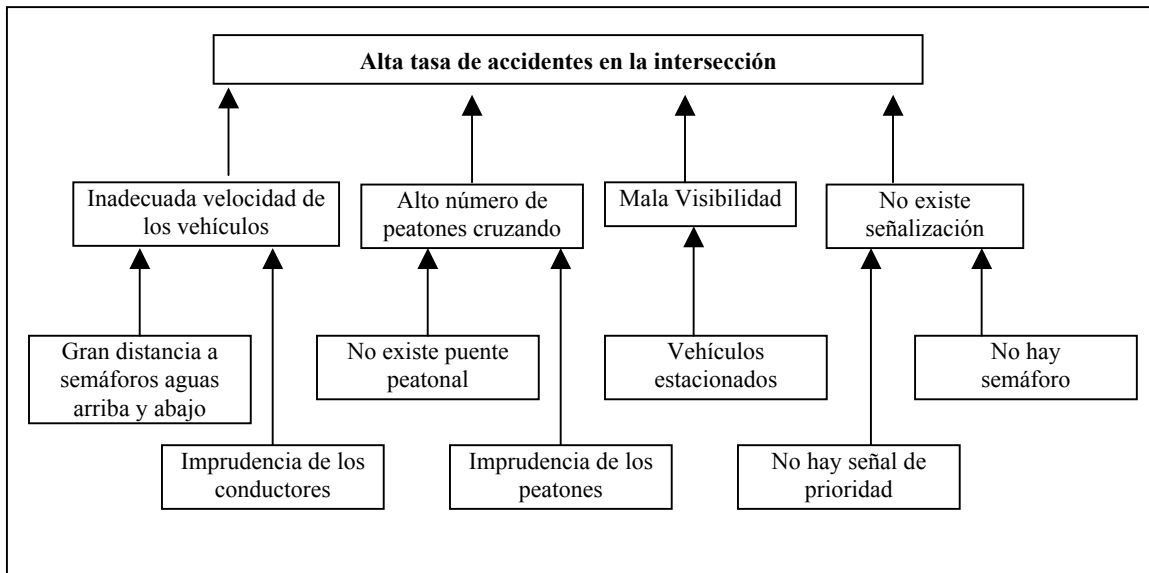 Alta tasa de accidentes en la intersección
Inadecuada velocidad de
los vehículos
Alto número de
peatones cruzando
Mala Visibilidad
No existe
señalización
Gran distancia a
semáforos aguas
arriba y abajo
No existe puente
peatonal
Vehículos
estacionados
No hay
semáforo
Imprudencia de los
conductores
Imprudencia de los
peatones
No hay señal de
prioridad